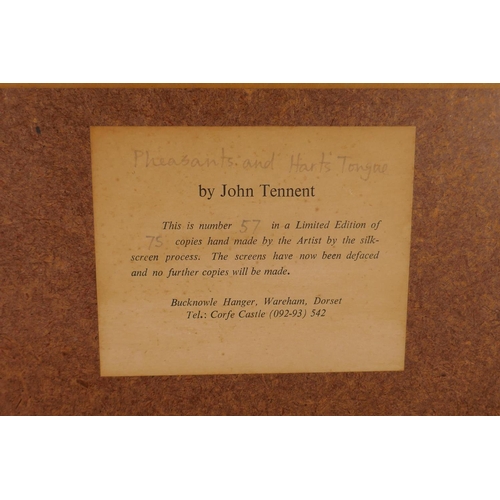 Pheasants and Harts Tongue
by John Tennent
This is number 57 in a Limited Edition of
75 copies hand made by the Artist by the silk-
screen process. The screens have now been defaced
and no further copies will be made.
Bucknowle Hanger, Wareham, Dorset
Tel.: Corfe Castle (092-93) 542